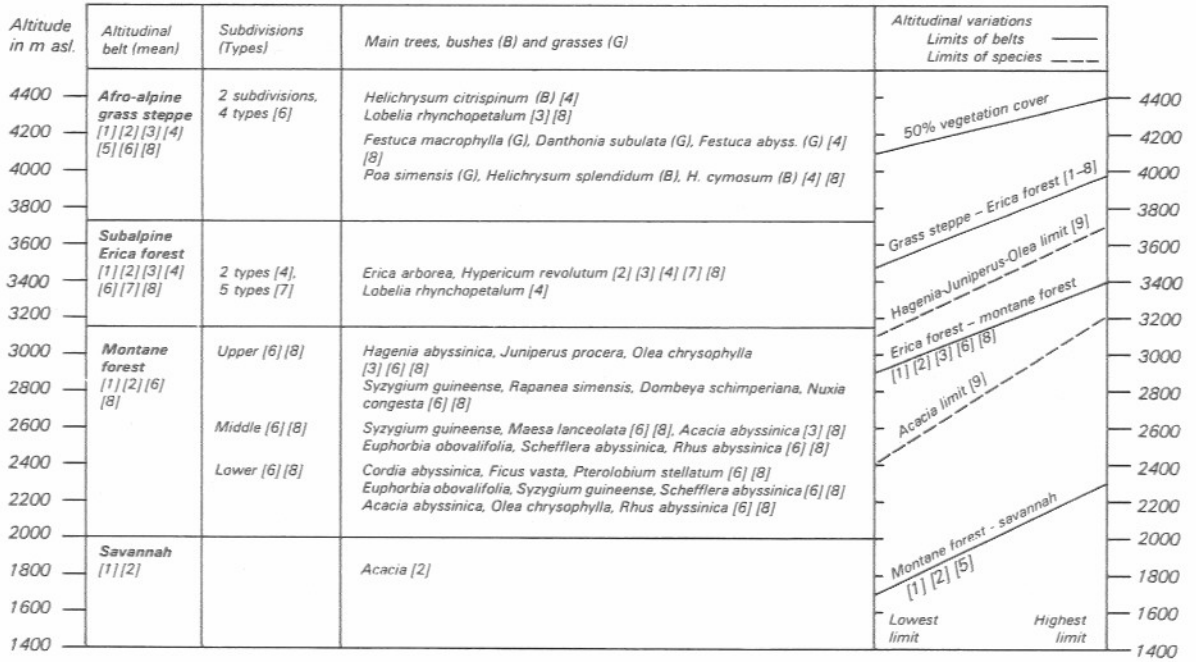 Altitude
in m asl.
Altitudinal
belt (mean)
Subdivisions
(Types)
Main trees, bushes (B) and grasses (G)
Altitudinal variations
Limits of belts
Limits of species
4400
4200
4000
3800
3600
3400
3200
3000
2800
2600
2400
2200
2000
1800
1600
1400
Afro-alpine
grass steppe
[1] [2] [3] [4]
[5] [6] [8]
2 subdivisions,
4 types [6]
Helichrysum citrispinum (B) [4]
Lobelia rhynchopetalum [3] [8]
Festuca macrophylla (G), Danthonia subulata (G), Festuca abyss. (G) [4]
[8]
Poa simensis (G), Helichrysum splendidum (B), H. cymosum (B) [4] [8]
Subalpine
Erica forest
[1] [2] [3] [4]
[6] [7] [8]
2 types [4],
5 types [7]
Erica arborea, Hypericum revolutum [2] [3] [4] [7] [8]
Lobelia rhynchopetalum [4]
Montane
forest
[1] [2] [6]
[8]
Upper [6] [8]
Hagenia abyssinica, Juniperus procera, Olea chrysophylla
[3] [6] [8]
Syzygium guineense, Rapanea simensis, Dombeya schimperiana, Nuxia
congesta [6] [8]
Middle [6] [8]
Syzygium guineense, Maesa lanceolata [6] [8], Acacia abyssinica [3] [8]
Euphorbia obovalifolia, Schefflera abyssinica, Rhus abyssinica [6] [8]
Lower [6] [8]
Cordia abyssinica, Ficus vasta, Pterolobium stellatum [6] [8]
Euphorbia obovalifolia, Syzygium guineense, Schefflera abyssinica [6] [8]
Acacia abyssinica, Olea chrysophylla, Rhus abyssinica [6] [8]
Savannah
[1] [2]
Acacia [2]
50% vegetation cover
Grass steppe – Erica forest [1–8]
Hagenia-Juniperus-Olea limit [9]
Erica forest – montane forest
[1] [2] [3] [6] [8]
Acacia limit [9]
Montane forest - savannah
[1] [2] [5]
Lowest
limit
Highest
limit
4400
4200
4000
3800
3600
3400
3200
3000
2800
2600
2400
2200
2000
1800
1600
1400